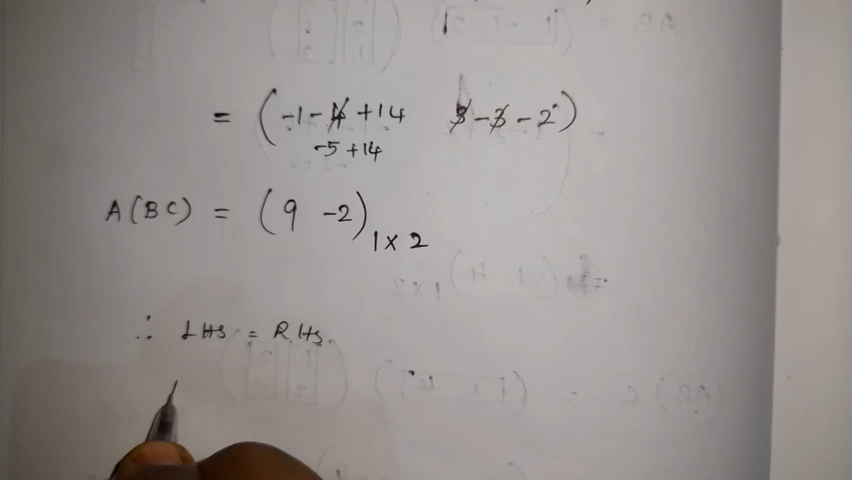 = (-1-4+14   3-3-2)
-5+14
A(BC) = (9   -2)1×2
∴ LHS = RHS.